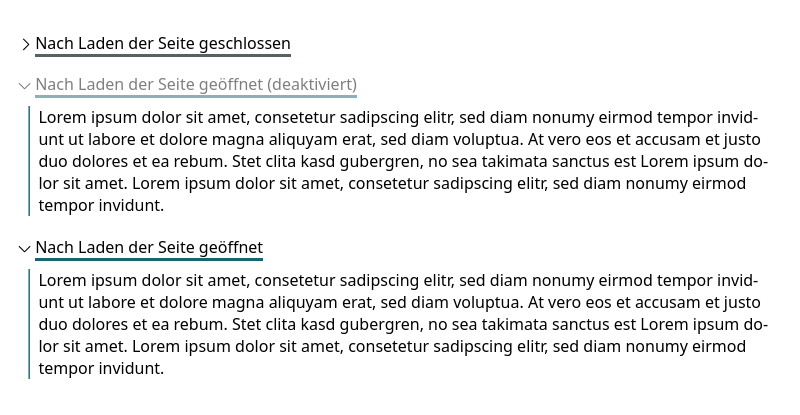 Nach Laden der Seite geschlossen
Nach Laden der Seite geöffnet (deaktiviert)
Lorem ipsum dolor sit amet, consetetur sadipscing elitr, sed diam nonumy eirmod tempor invid-
unt ut labore et dolore magna aliquyam erat, sed diam voluptua. At vero eos et accusam et justo
duo dolores et ea rebum. Stet clita kasd gubergren, no sea takimata sanctus est Lorem ipsum do-
lor sit amet. Lorem ipsum dolor sit amet, consetetur sadipscing elitr, sed diam nonumy eirmod
tempor invidunt.
Nach Laden der Seite geöffnet
Lorem ipsum dolor sit amet, consetetur sadipscing elitr, sed diam nonumy eirmod tempor invid-
unt ut labore et dolore magna aliquyam erat, sed diam voluptua. At vero eos et accusam et justo
duo dolores et ea rebum. Stet clita kasd gubergren, no sea takimata sanctus est Lorem ipsum do-
lor sit amet. Lorem ipsum dolor sit amet, consetetur sadipscing elitr, sed diam nonumy eirmod
tempor invidunt.